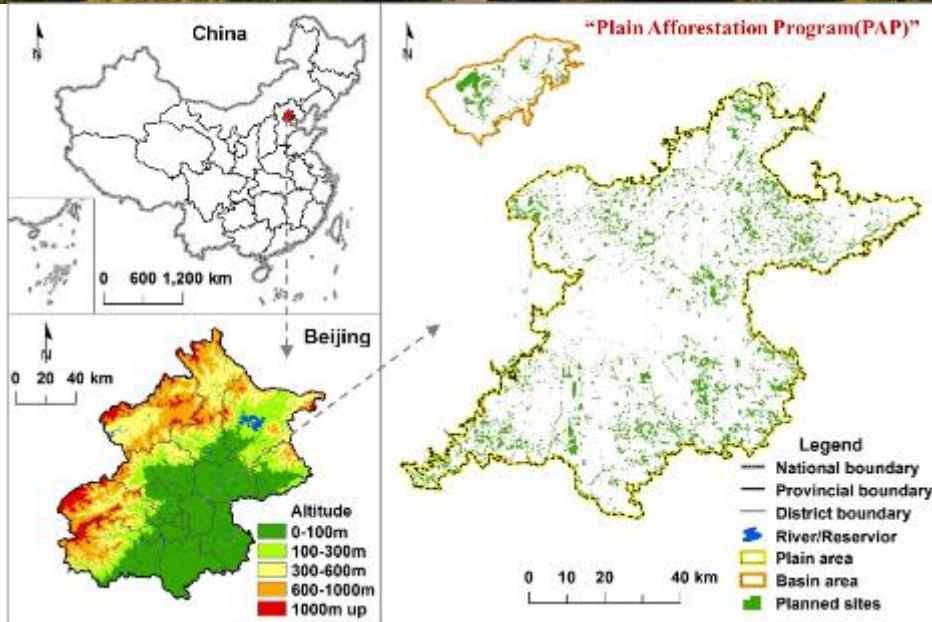 China
N
0 600 1,200 km
Beijing
N
0 20 40 km
Altitude
0-100m
100-300m
300-600m
600-1000m
1000m up
"Plain Afforestation Program(PAP)"
N
Legend
National boundary
Provincial boundary
District boundary
River/Reservior
Plain area
Basin area
Planned sites
0 20 40 km